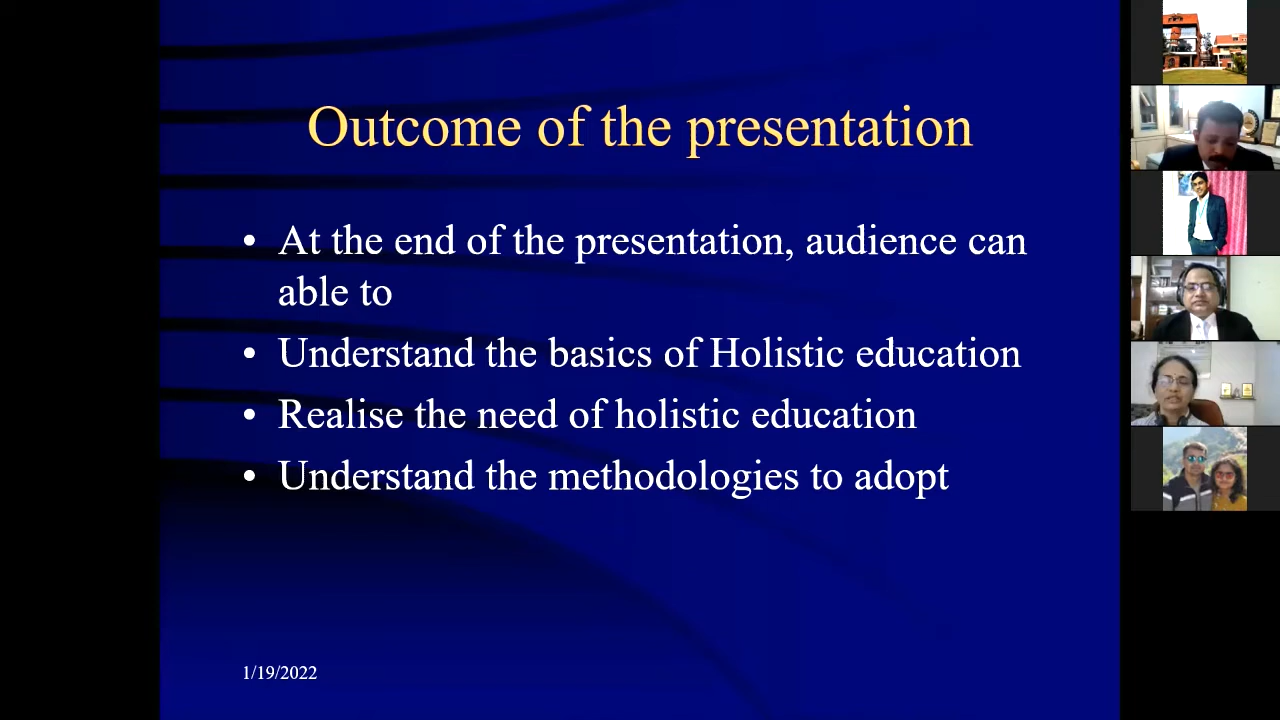 Outcome of the presentation
• At the end of the presentation, audience can
able to
• Understand the basics of Holistic education
• Realise the need of holistic education
• Understand the methodologies to adopt
1/19/2022